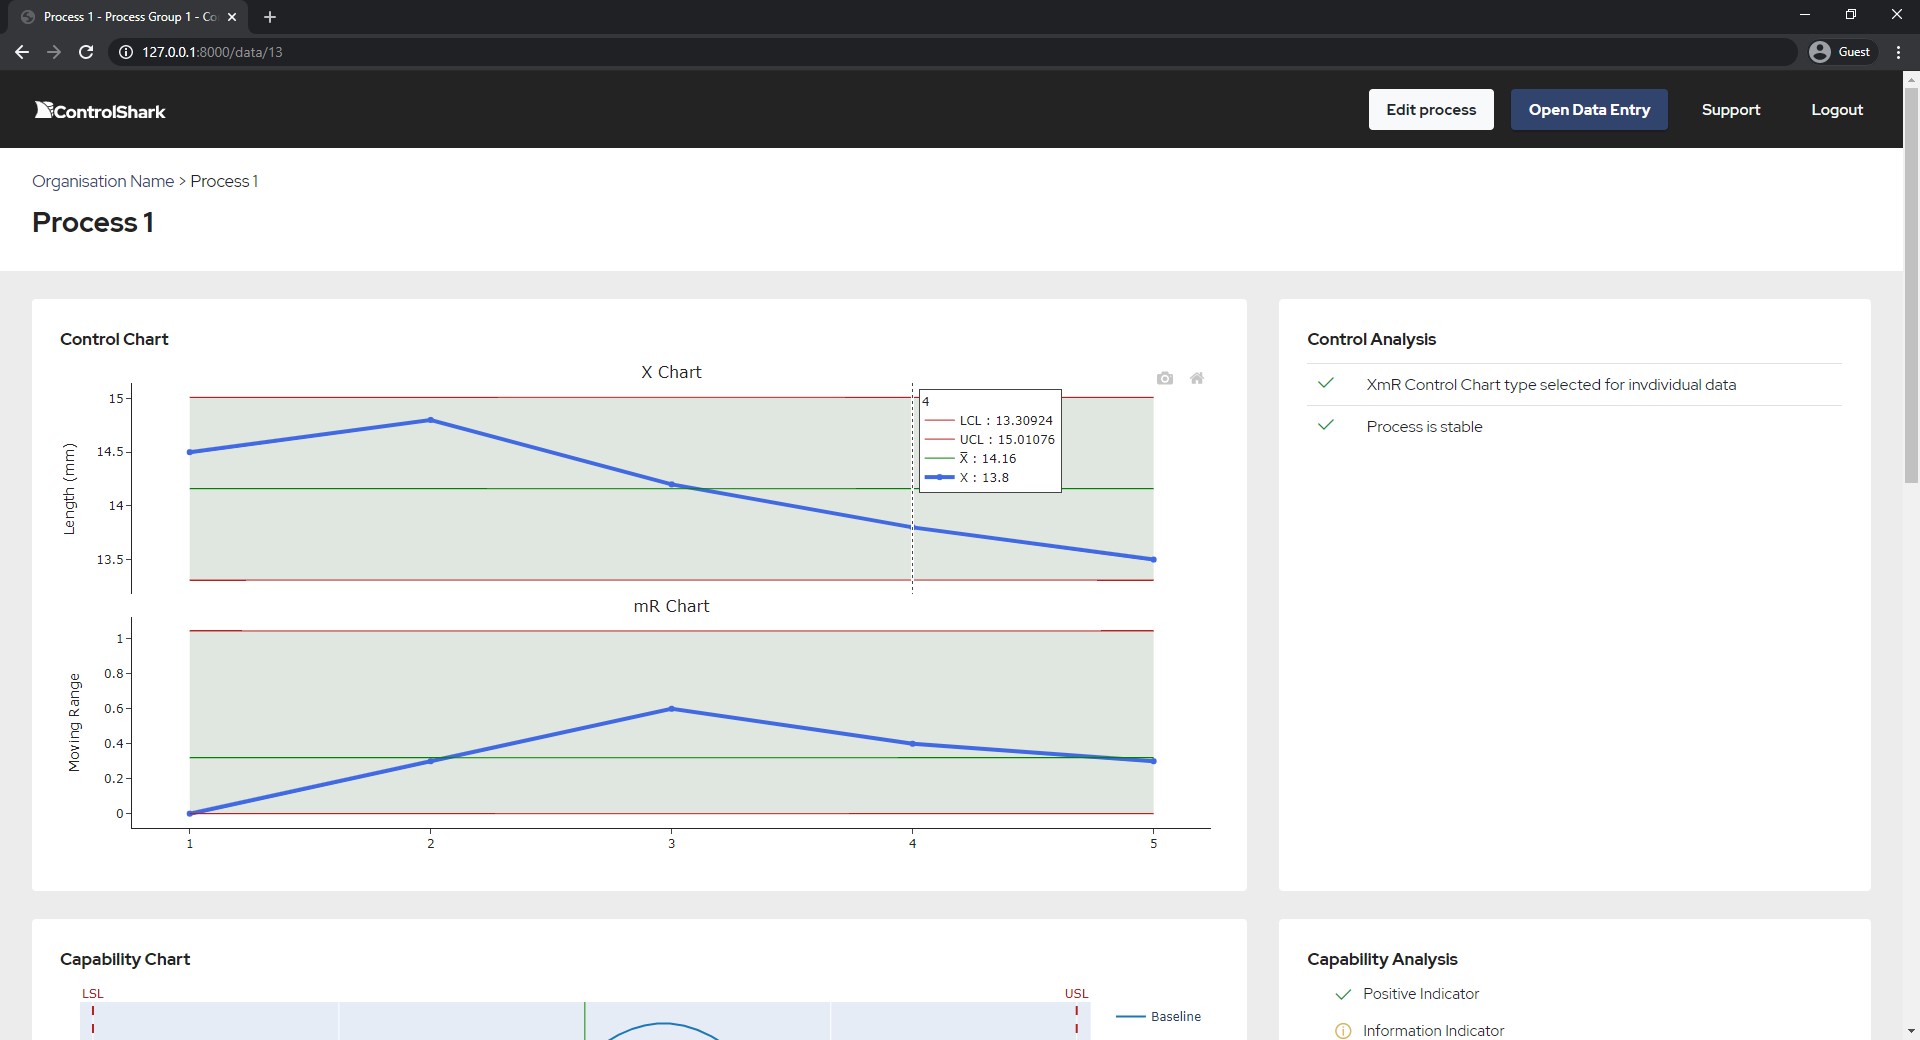 Process 1 - Process Group 1 - Co
127.0.0.1:8000/data/13
Guest
ControlShark
Edit process
Open Data Entry
Support
Logout
Organisation Name > Process 1
Process 1
Control Chart
X Chart
15
14.5
14
13.5
Length (mm)
4
LCL : 13.30924
UCL : 15.01076
X̿ : 14.16
X : 13.8
mR Chart
1
0.8
0.6
0.4
0.2
0
Moving Range
1 2 3 4 5
Control Analysis
XmR Control Chart type selected for invdividual data
Process is stable
Capability Chart
LSL
USL
Baseline
Capability Analysis
Positive Indicator
Information Indicator